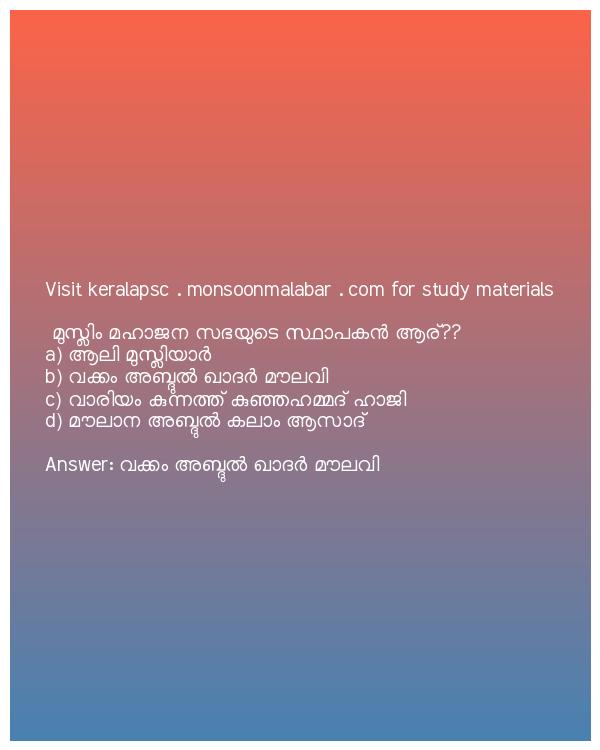 Visit keralapsc . monsoonmalabar . com for study materials
മുസ്ലിം മഹാജന സഭയുടെ സ്ഥാപകൻ ആര്??
a) ആലി മുസ്ലിയാർ
b) വക്കം അബ്ദുൽ ഖാദർ മൗലവി
c) വാരിയം കുന്നത്ത് കുഞ്ഞഹമ്മദ് ഹാജി
d) മൗലാന അബ്ദുൽ കലാം ആസാദ്
Answer: വക്കം അബ്ദുൽ ഖാദർ മൗലവി